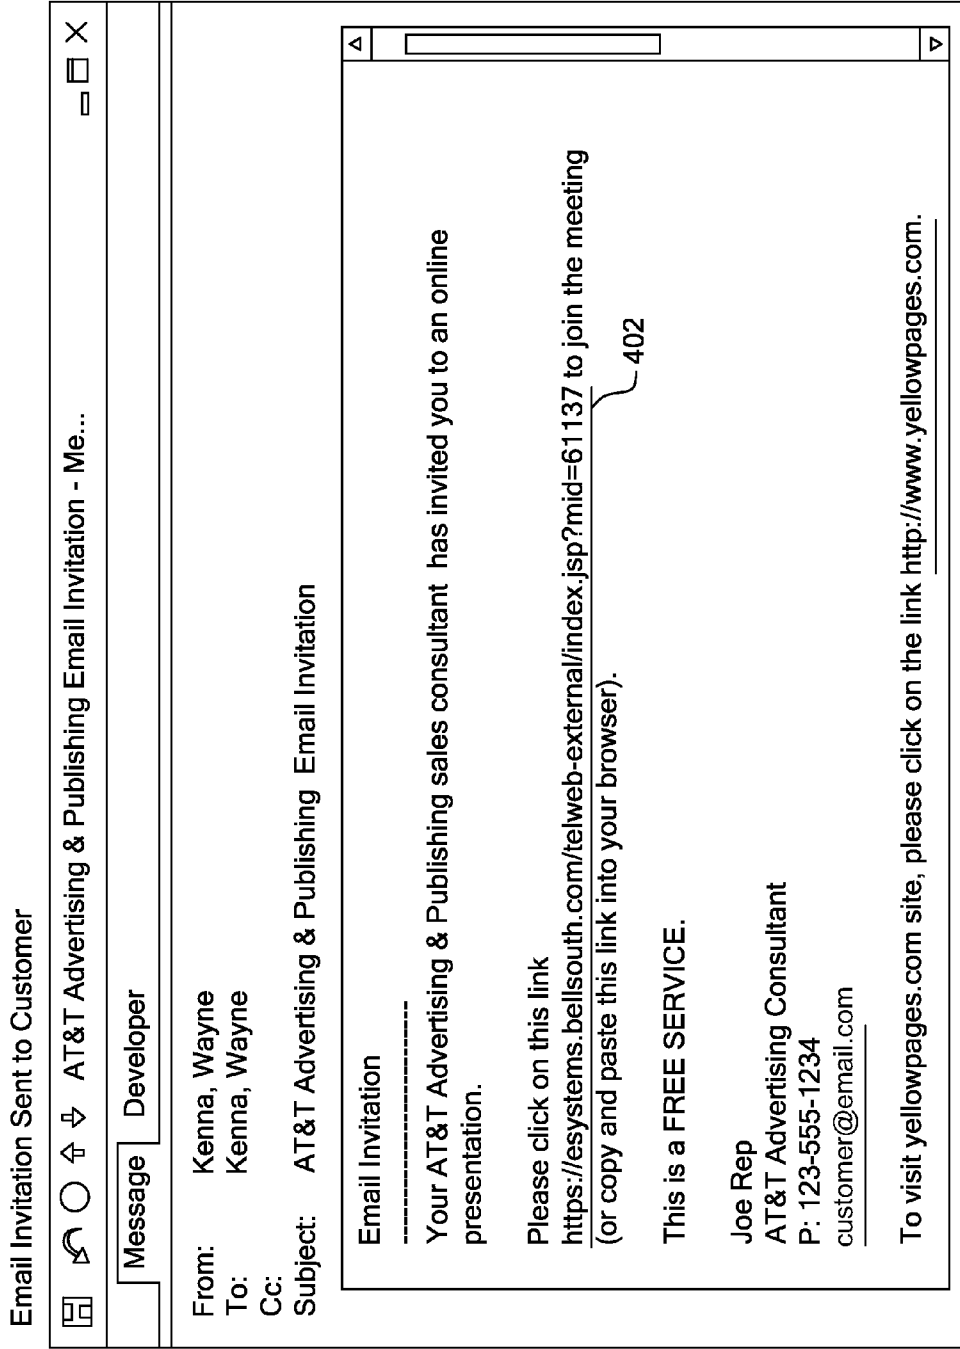 Email Invitation Sent to Customer
AT&T Advertising & Publishing Email Invitation - Me...
Message Developer
From: Kenna, Wayne
To: Kenna, Wayne
Cc:
Subject: AT&T Advertising & Publishing Email Invitation
Email Invitation
-----------------------
Your AT&T Advertising & Publishing sales consultant has invited you to an online
presentation.
Please click on this link
https://esystems.bellsouth.com/telweb-external/index.jsp?mid=61137 to join the meeting
(or copy and paste this link into your browser).
402
This is a FREE SERVICE.
Joe Rep
AT&T Advertising Consultant
P: 123-555-1234
customer@email.com
To visit yellowpages.com site, please click on the link http://www.yellowpages.com.